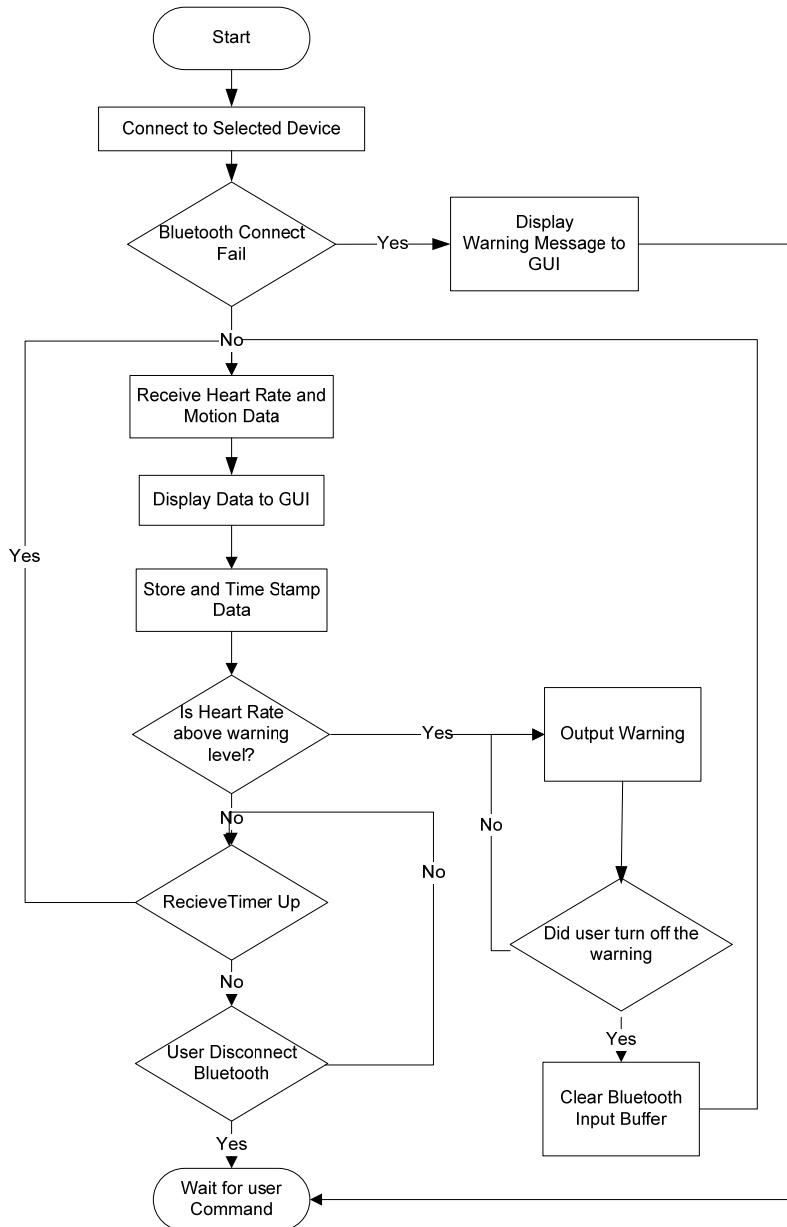 Start
Connect to Selected Device
Bluetooth Connect
Fail
Yes
Display
Warning Message to
GUI
No
Receive Heart Rate and
Motion Data
Display Data to GUI
Yes
Store and Time Stamp
Data
Is Heart Rate
above warning
level?
Yes
Output Warning
No
No
No
RecieveTimer Up
Did user turn off the
warning
No
Yes
User Disconnect
Bluetooth
Clear Bluetooth
Input Buffer
Yes
Wait for user
Command